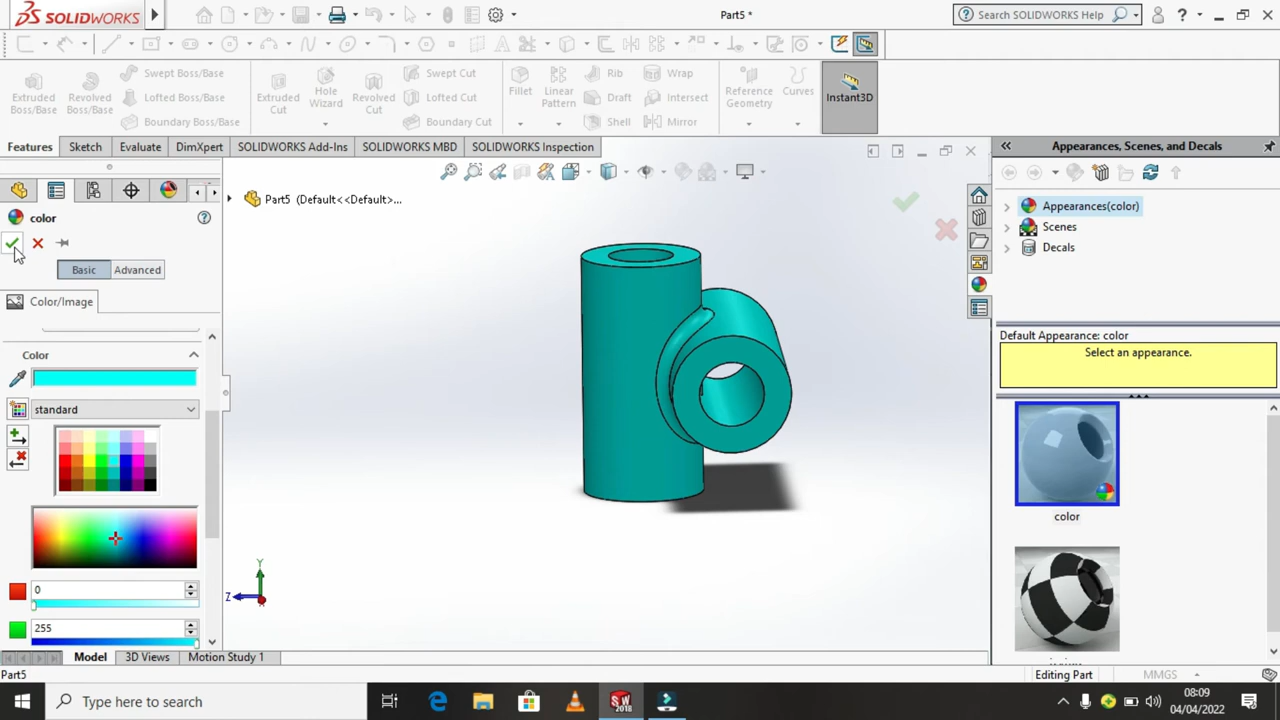 SOLIDWORKS
Part5 *
Search SOLIDWORKS Help
?
Extruded Boss/Base
Revolved Boss/Base
Swept Boss/Base
Lofted Boss/Base
Boundary Boss/Base
Extruded Cut
Hole Wizard
Revolved Cut
Swept Cut
Lofted Cut
Boundary Cut
Fillet
Linear Pattern
Rib
Draft
Shell
Wrap
Intersect
Mirror
Reference Geometry
Curves
Instant3D
Features
Sketch
Evaluate
DimXpert
SOLIDWORKS Add-Ins
SOLIDWORKS MBD
SOLIDWORKS Inspection
Appearances, Scenes, and Decals
color
?
Basic
Advanced
Color/Image
Color
standard
0
255
Part5 (Default<<Default>...
Y
Z
Appearances(color)
Scenes
Decals
Default Appearance: color
Select an appearance.
color
Model
3D Views
Motion Study 1
Part5
Editing Part
MMGS
Type here to search
SW
2018
08:09
04/04/2022